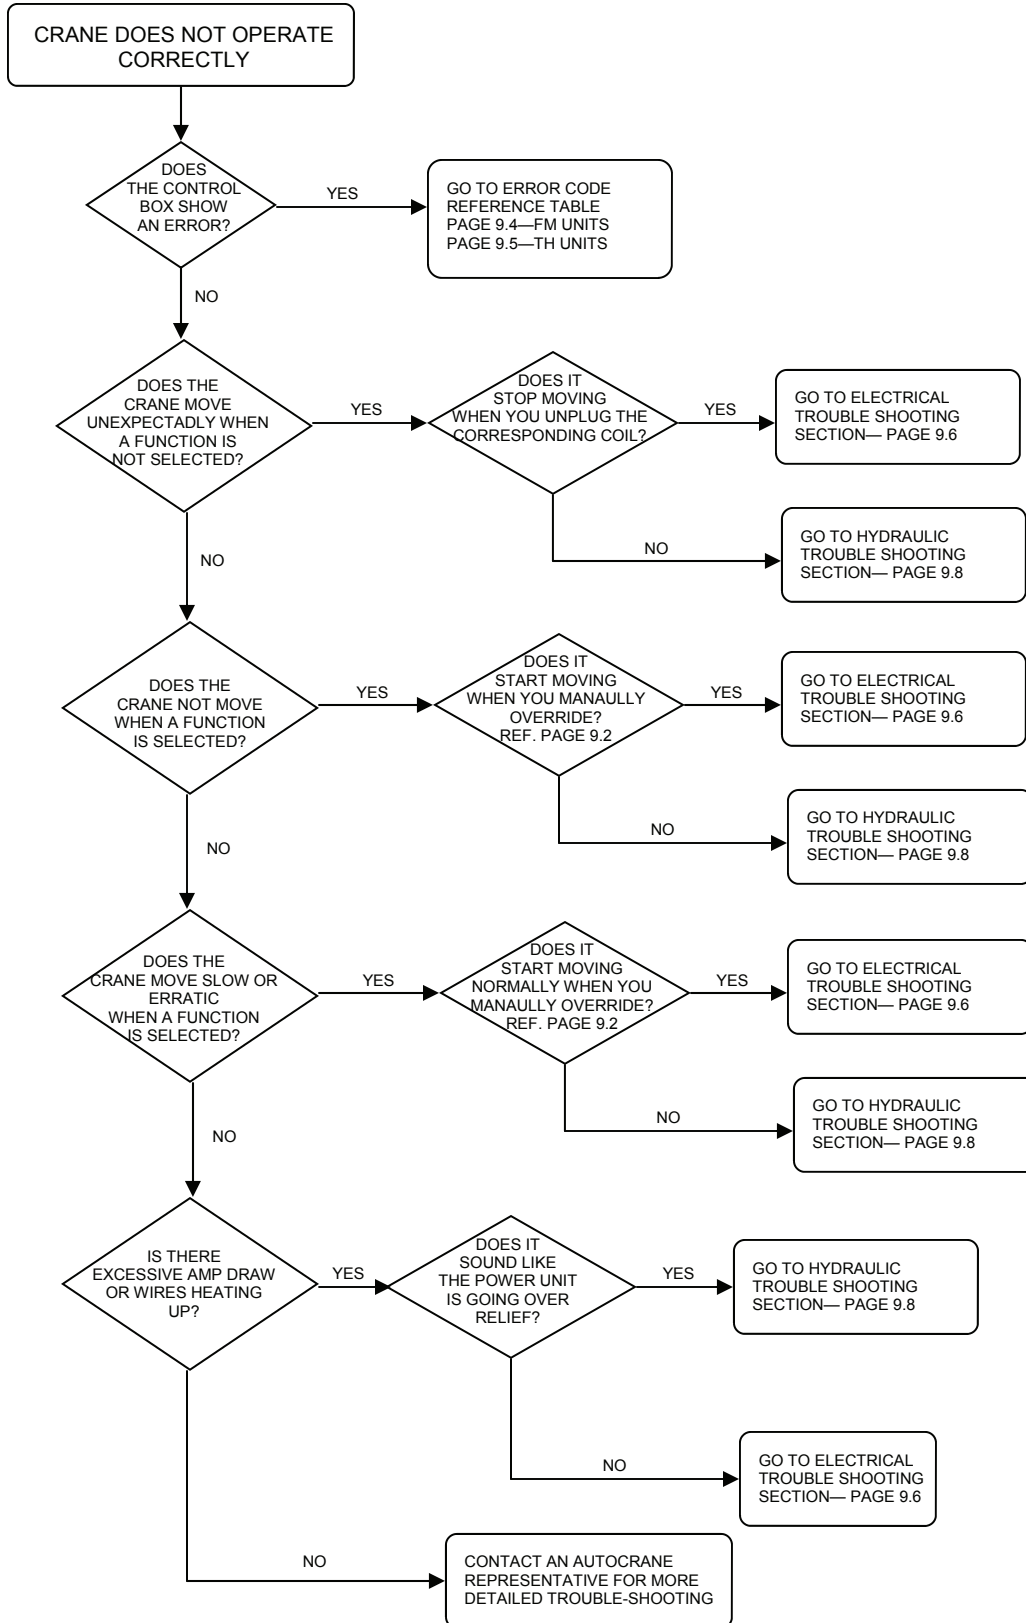 CRANE DOES NOT OPERATE
CORRECTLY
DOES
THE CONTROL
BOX SHOW
AN ERROR?
YES
GO TO ERROR CODE
REFERENCE TABLE
PAGE 9.4—FM UNITS
PAGE 9.5—TH UNITS
NO
DOES THE
CRANE MOVE
UNEXPECTADLY WHEN
A FUNCTION IS
NOT SELECTED?
YES
DOES IT
STOP MOVING
WHEN YOU UNPLUG THE
CORRESPONDING COIL?
YES
GO TO ELECTRICAL
TROUBLE SHOOTING
SECTION— PAGE 9.6
NO
GO TO HYDRAULIC
TROUBLE SHOOTING
SECTION— PAGE 9.8
NO
DOES THE
CRANE NOT MOVE
WHEN A FUNCTION
IS SELECTED?
YES
DOES IT
START MOVING
WHEN YOU MANAULLY
OVERRIDE?
REF. PAGE 9.2
YES
GO TO ELECTRICAL
TROUBLE SHOOTING
SECTION— PAGE 9.6
NO
GO TO HYDRAULIC
TROUBLE SHOOTING
SECTION— PAGE 9.8
NO
DOES THE
CRANE MOVE SLOW OR
ERRATIC
WHEN A FUNCTION
IS SELECTED?
YES
DOES IT
START MOVING
NORMALLY WHEN YOU
MANAULLY OVERRIDE?
REF. PAGE 9.2
YES
GO TO ELECTRICAL
TROUBLE SHOOTING
SECTION— PAGE 9.6
NO
GO TO HYDRAULIC
TROUBLE SHOOTING
SECTION— PAGE 9.8
NO
IS THERE
EXCESSIVE AMP DRAW
OR WIRES HEATING
UP?
YES
DOES IT
SOUND LIKE
THE POWER UNIT
IS GOING OVER
RELIEF?
YES
GO TO HYDRAULIC
TROUBLE SHOOTING
SECTION— PAGE 9.8
NO
GO TO ELECTRICAL
TROUBLE SHOOTING
SECTION— PAGE 9.6
NO
CONTACT AN AUTOCRANE
REPRESENTATIVE FOR MORE
DETAILED TROUBLE-SHOOTING